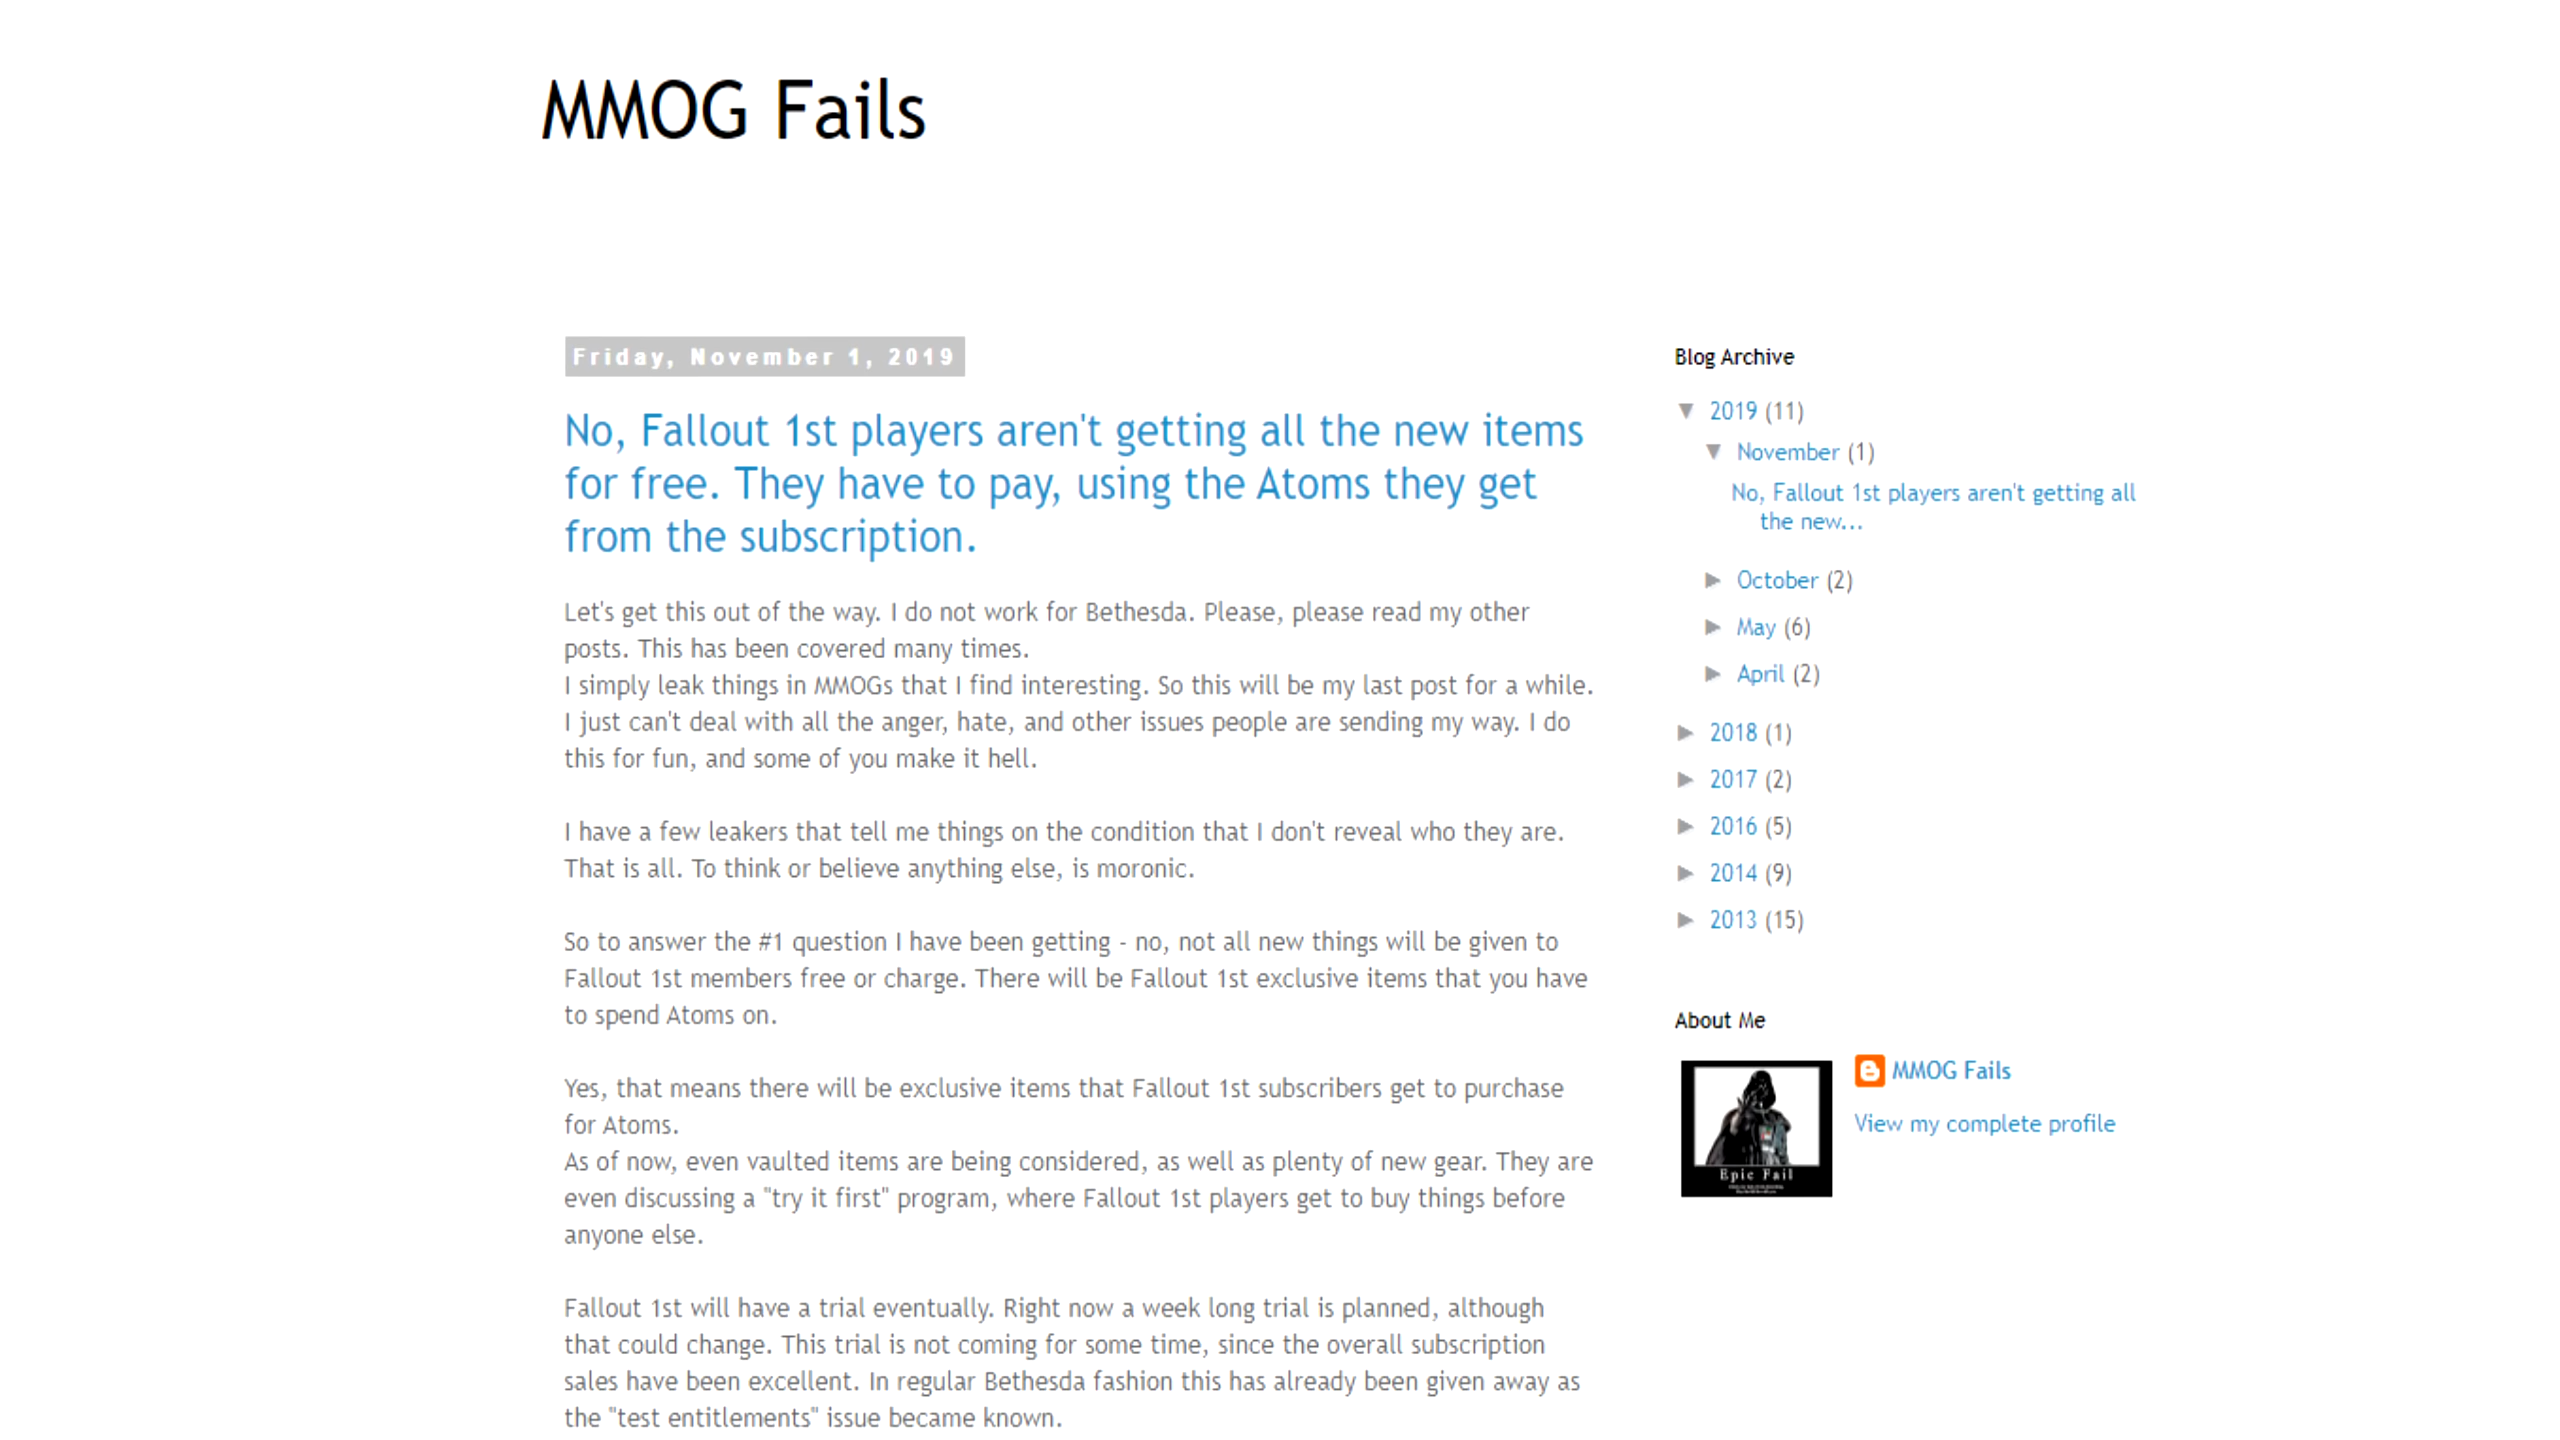 MMOG Fails
Friday, November 1, 2019
No, Fallout 1st players aren't getting all the new items
for free. They have to pay, using the Atoms they get
from the subscription.
Let's get this out of the way. I do not work for Bethesda. Please, please read my other
posts. This has been covered many times.
I simply leak things in MMOGs that I find interesting. So this will be my last post for a while.
I just can't deal with all the anger, hate, and other issues people are sending my way. I do
this for fun, and some of you make it hell.
I have a few leakers that tell me things on the condition that I don't reveal who they are.
That is all. To think or believe anything else, is moronic.
So to answer the #1 question I have been getting - no, not all new things will be given to
Fallout 1st members free or charge. There will be Fallout 1st exclusive items that you have
to spend Atoms on.
Yes, that means there will be exclusive items that Fallout 1st subscribers get to purchase
for Atoms.
As of now, even vaulted items are being considered, as well as plenty of new gear. They are
even discussing a "try it first" program, where Fallout 1st players get to buy things before
anyone else.
Fallout 1st will have a trial eventually. Right now a week long trial is planned, although
that could change. This trial is not coming for some time, since the overall subscription
sales have been excellent. In regular Bethesda fashion this has already been given away as
the "test entitlements" issue became known.
Blog Archive
▼ 2019 (11)
▼ November (1)
No, Fallout 1st players aren't getting all
the new...
► October (2)
► May (6)
► April (2)
► 2018 (1)
► 2017 (2)
► 2016 (5)
► 2014 (9)
► 2013 (15)
About Me
Epic Fail
MMOG Fails
View my complete profile